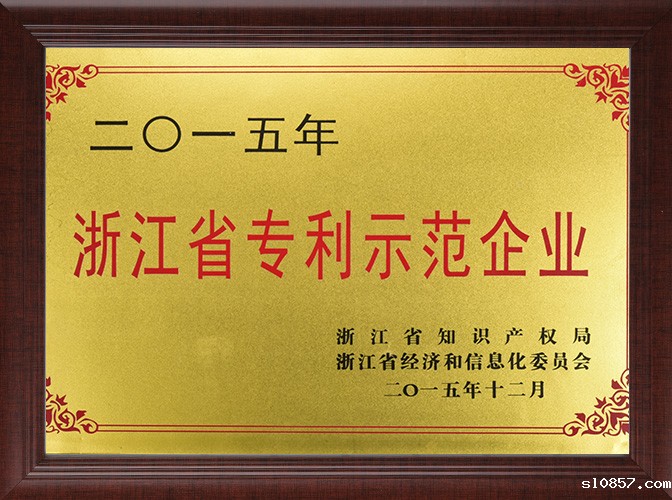 二〇一五年
浙江省专利示范企业
浙江省知识产权局
浙江省经济和信息化委员会
二〇一五年十二月
sl0857.com